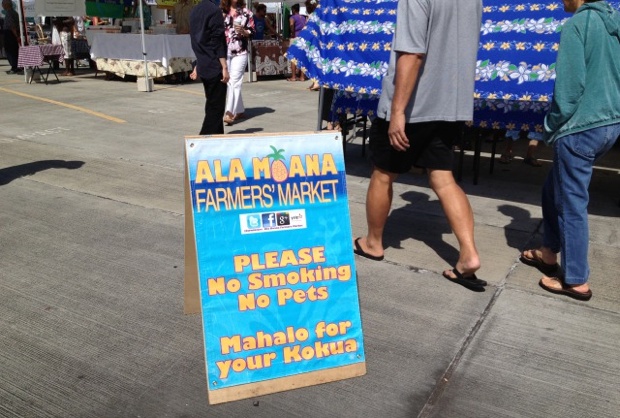 ALA MOANA
FARMERS' MARKET
PLEASE
No Smoking
No Pets
Mahalo for
your Kokua